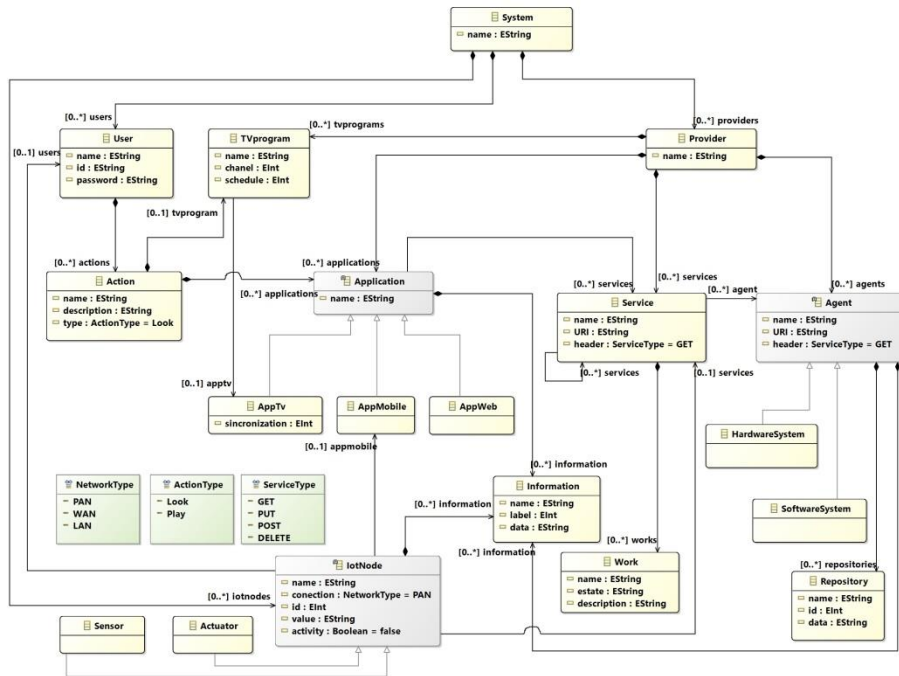 System
name : EString
[0..*] users
[0..*] tvprograms
[0..*] providers
User
name : EString
id : EString
password : EString
[0..1] users
TVprogram
name : EString
chanel : EInt
schedule : EInt
Provider
name : EString
[0..1] tvprogram
[0..*] actions
[0..*] applications
[0..*] applications
[0..*] services
[0..*] services
[0..*] agent
[0..*] agents
Action
name : EString
description : EString
type : ActionType = Look
Application
name : EString
Service
name : EString
URI : EString
header : ServiceType = GET
Agent
name : EString
URI : EString
header : ServiceType = GET
[0..*] services
[0..1] services
[0..1] apptv
AppTv
sincronization : EInt
AppMobile
AppWeb
[0..1] appmobile
HardwareSystem
SoftwareSystem
NetworkType
PAN
WAN
LAN
ActionType
Look
Play
ServiceType
GET
PUT
POST
DELETE
[0..*] information
[0..*] information
Information
name : EString
label : EInt
data : EString
[0..*] information
[0..*] works
Work
name : EString
estate : EString
description : EString
[0..*] repositories
Repository
name : EString
id : EInt
data : EString
[0..*] iotnodes
IotNode
name : EString
conection : NetworkType = PAN
id : EInt
value : EString
activity : Boolean = false
Sensor
Actuator